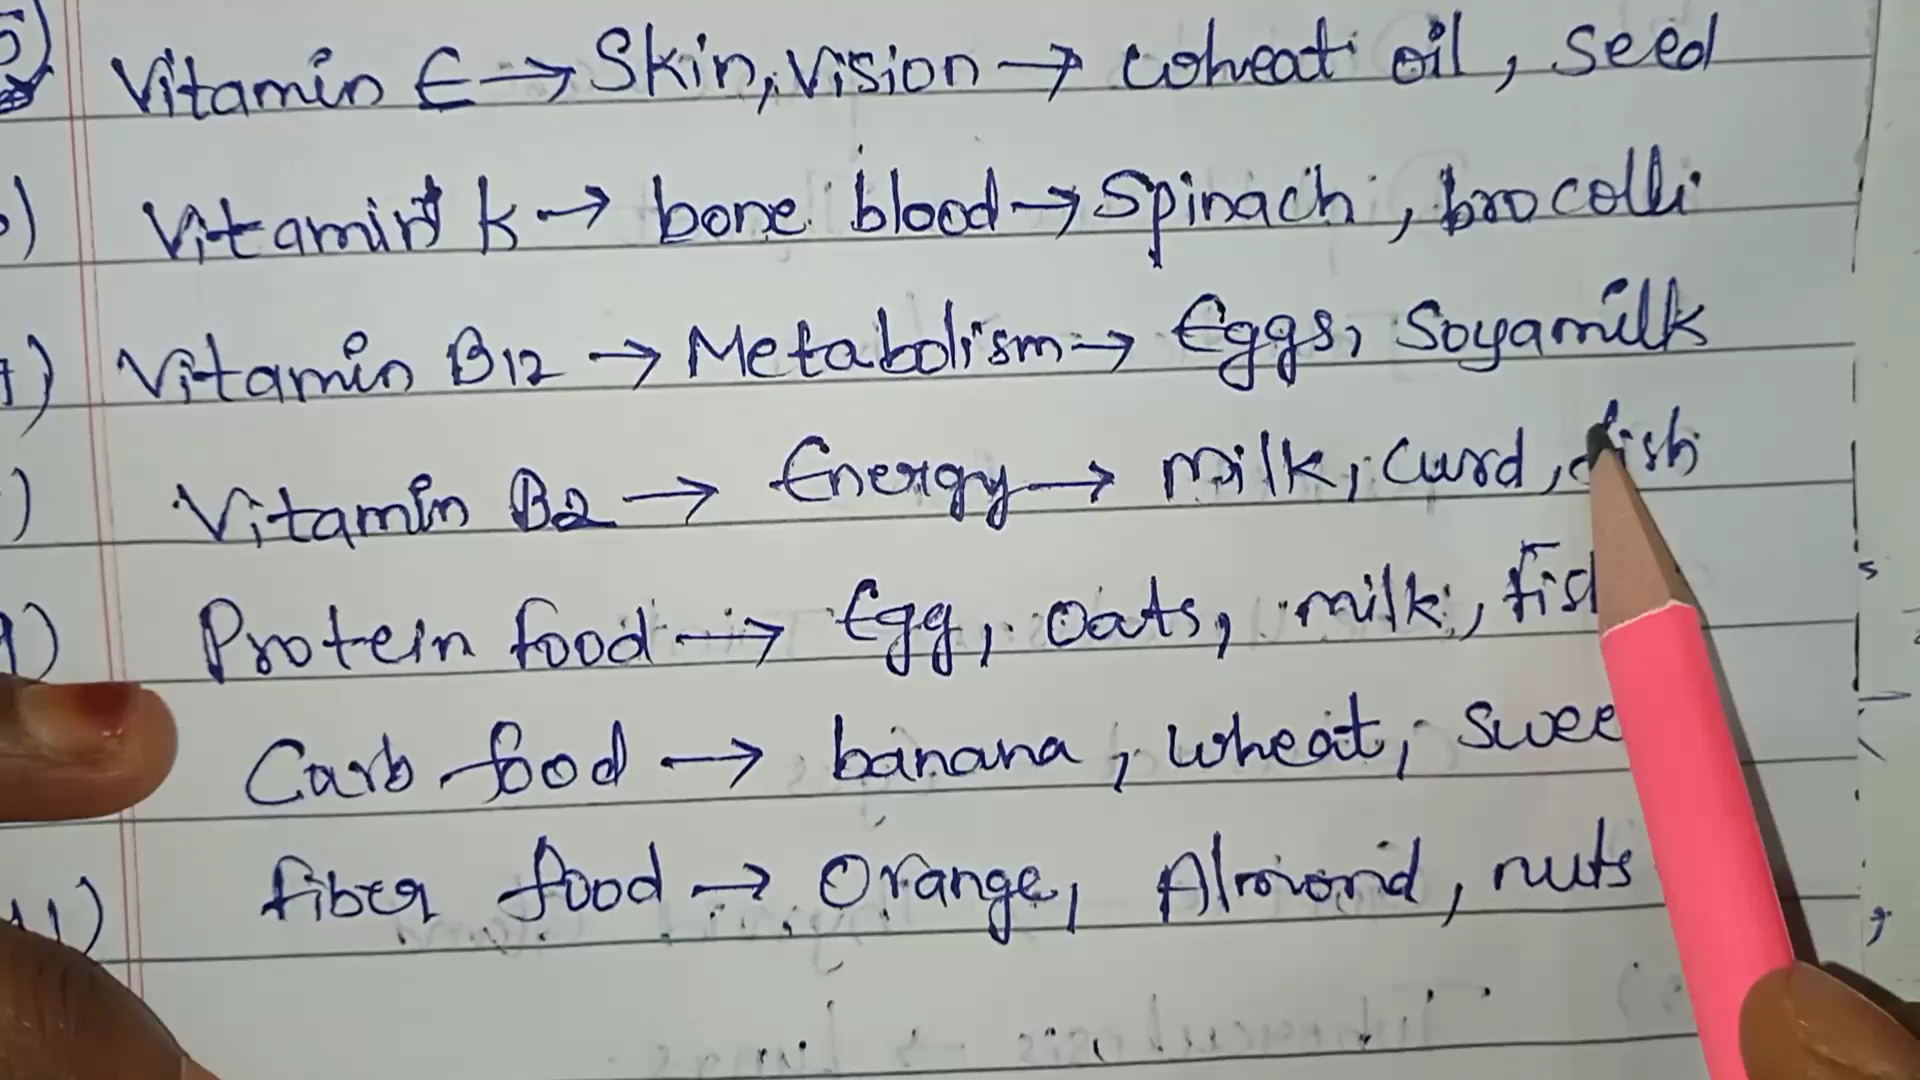 5) Vitamin E → Skin, Vision → wheat oil, seed
) Vitamin K → bone blood → Spinach, brocolli
) Vitamin B12 → Metabolism → Eggs, Soyamilk
) Vitamin B2 → Energy → milk, Curd, fish
) Protein food → Egg, Oats, milk, fis
Carb food → banana, wheat, swee
11) fiber food → Orange, Almond, nuts